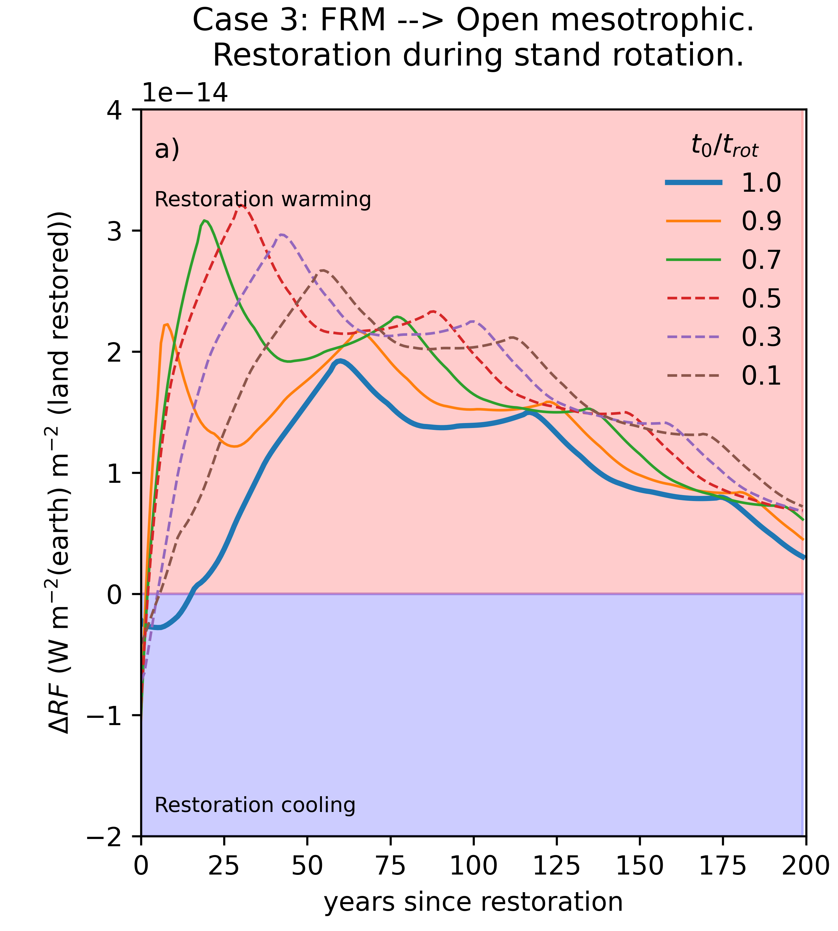 Case 3: FRM --> Open mesotrophic.
Restoration during stand rotation.
1e−14
a)
Restoration warming
t₀/tᵣₒₜ
1.0
0.9
0.7
0.5
0.3
0.1
4
3
2
1
0
−1
−2
ΔRF (W m⁻²(earth) m⁻² (land restored))
Restoration cooling
0 25 50 75 100 125 150 175 200
years since restoration